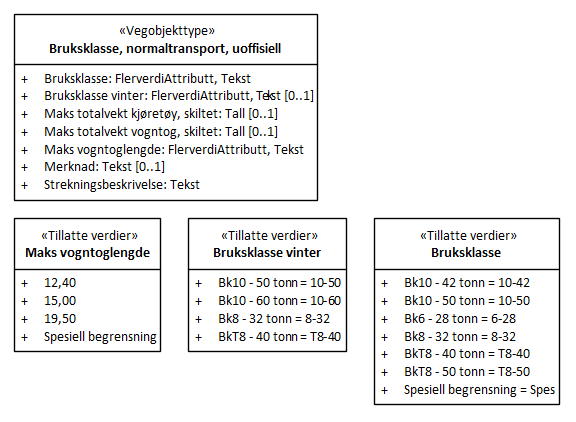 «Vegobjekttype»
Bruksklasse, normaltransport, uoffisiell
+ Bruksklasse: FlerverdiAttributt, Tekst
+ Bruksklasse vinter: FlerverdiAttributt, Tekst [0..1]
+ Maks totalvekt kjøretøy, skiltet: Tall [0..1]
+ Maks totalvekt vogntog, skiltet: Tall [0..1]
+ Maks vogntoglengde: FlerverdiAttributt, Tekst
+ Merknad: Tekst [0..1]
+ Strekningsbeskrivelse: Tekst
«Tillatte verdier»
Maks vogntoglengde
+ 12,40
+ 15,00
+ 19,50
+ Spesiell begrensning
«Tillatte verdier»
Bruksklasse vinter
+ Bk10 - 50 tonn = 10-50
+ Bk10 - 60 tonn = 10-60
+ Bk8 - 32 tonn = 8-32
+ BkT8 - 40 tonn = T8-40
«Tillatte verdier»
Bruksklasse
+ Bk10 - 42 tonn = 10-42
+ Bk10 - 50 tonn = 10-50
+ Bk6 - 28 tonn = 6-28
+ Bk8 - 32 tonn = 8-32
+ BkT8 - 40 tonn = T8-40
+ BkT8 - 50 tonn = T8-50
+ Spesiell begrensning = Spes